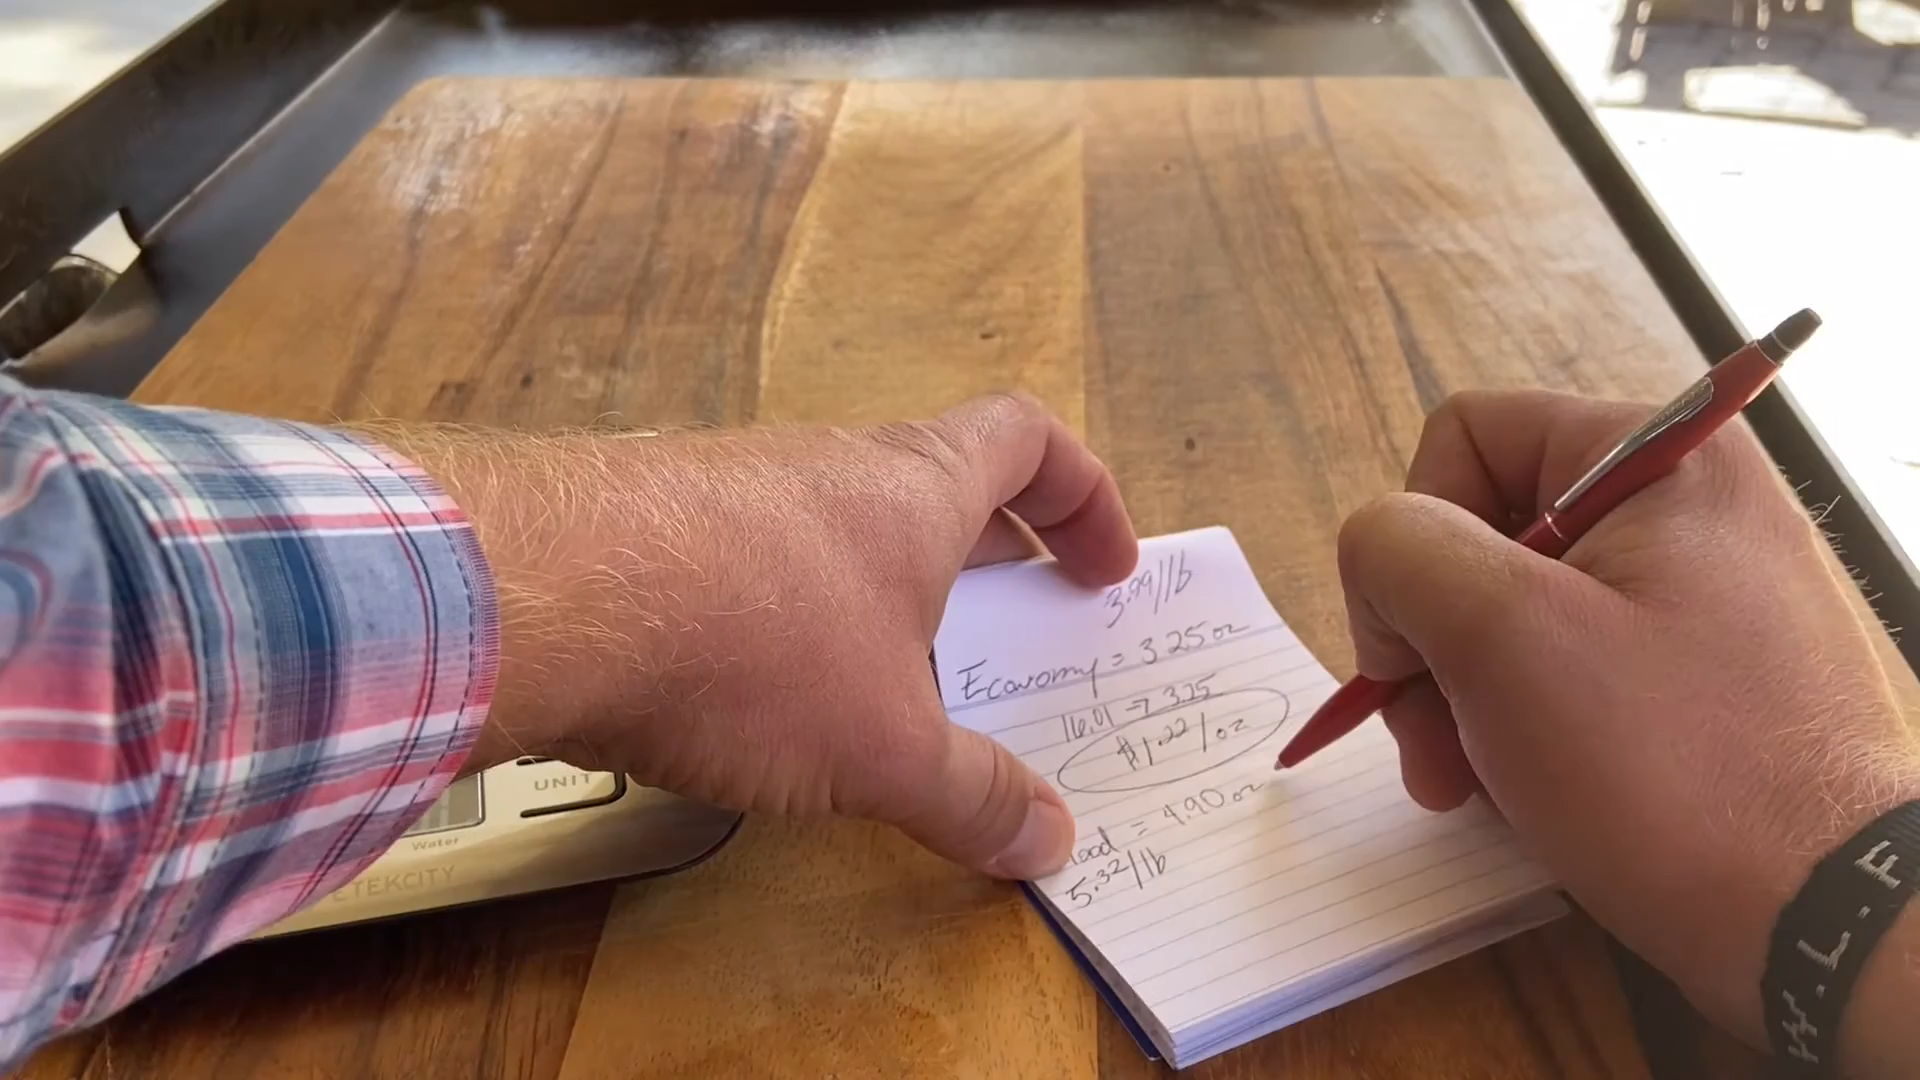 3.99/lb
Economy = 3.25 oz
16.01 → 3.25
$1.22/oz
= 4.90 oz
5.32/lb
UNIT
Water
ETEKCITY
W.L.F